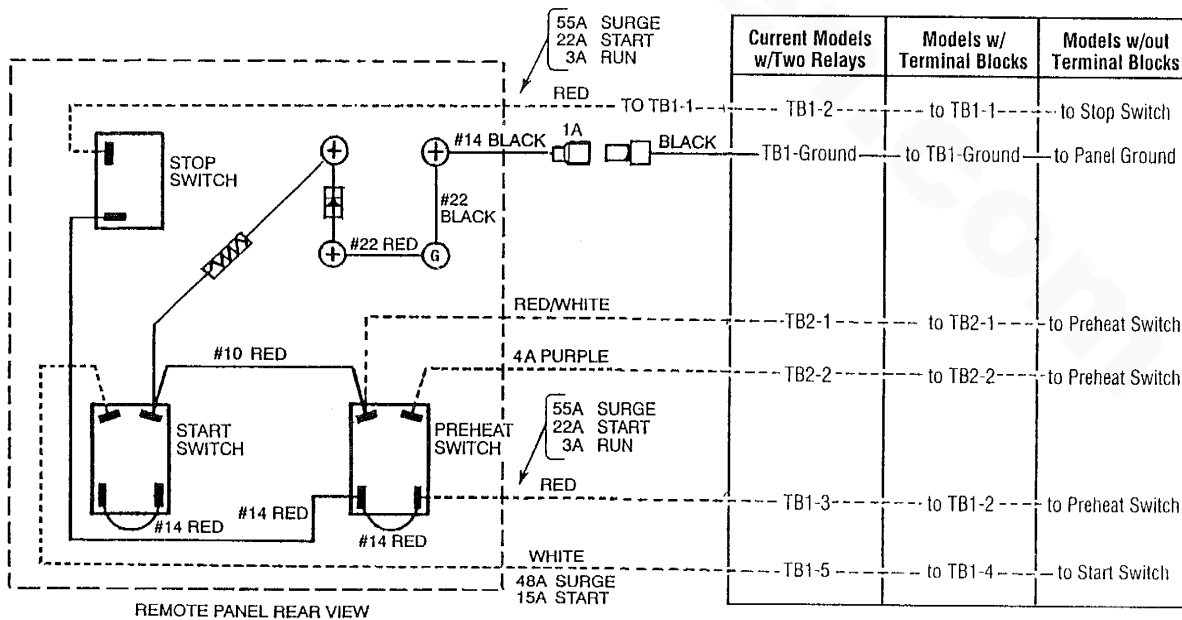 55A SURGE
22A START
3A RUN
RED
TO TB1-1
#14 BLACK
1A
BLACK
STOP
SWITCH
#22
BLACK
#22 RED
G
RED/WHITE
#10 RED
4A PURPLE
START
SWITCH
PREHEAT
SWITCH
55A SURGE
22A START
3A RUN
RED
#14 RED
#14 RED
#14 RED
WHITE
48A SURGE
15A START
REMOTE PANEL REAR VIEW
Current Models w/Two Relays Models w/ Terminal Blocks Models w/out Terminal Blocks
TB1-2 to TB1-1 to Stop Switch
TB1-Ground to TB1-Ground to Panel Ground
TB2-1 to TB2-1 to Preheat Switch
TB2-2 to TB2-2 to Preheat Switch
TB1-3 to TB1-2 to Preheat Switch
TB1-5 to TB1-4 to Start Switch